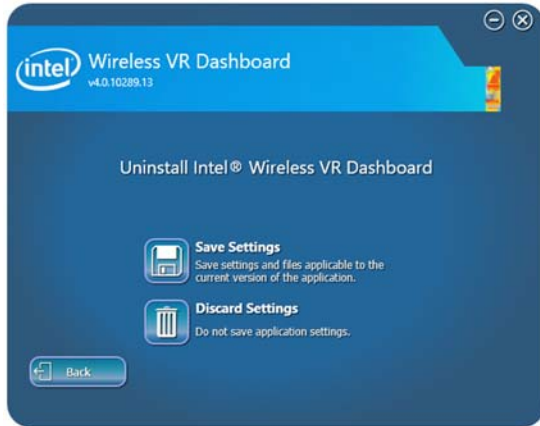 intel
Wireless VR Dashboard
v4.0.10289.13
Uninstall Intel® Wireless VR Dashboard
Save Settings
Save settings and files applicable to the
current version of the application.
Discard Settings
Do not save application settings.
Back